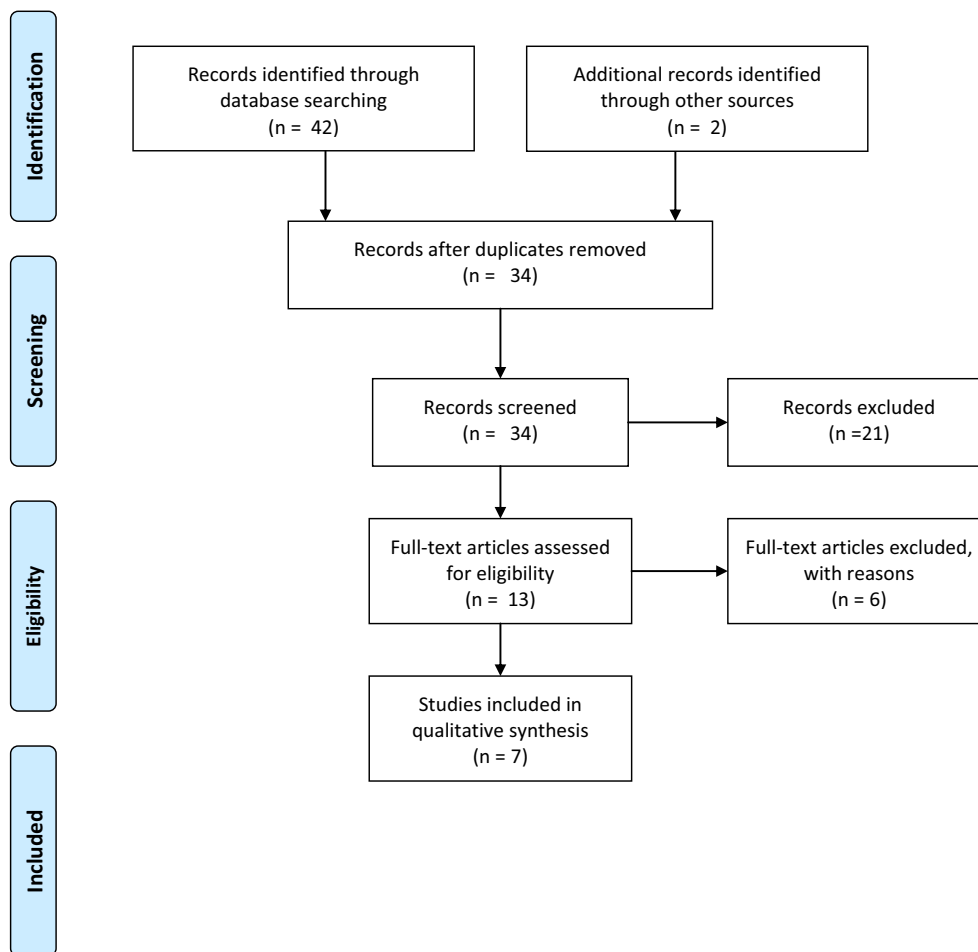 Identification
Records identified through
database searching
(n = 42)
Additional records identified
through other sources
(n = 2)
Records after duplicates removed
(n = 34)
Screening
Records screened
(n = 34)
Records excluded
(n =21)
Eligibility
Full-text articles assessed
for eligibility
(n = 13)
Full-text articles excluded,
with reasons
(n = 6)
Studies included in
qualitative synthesis
(n = 7)
Included